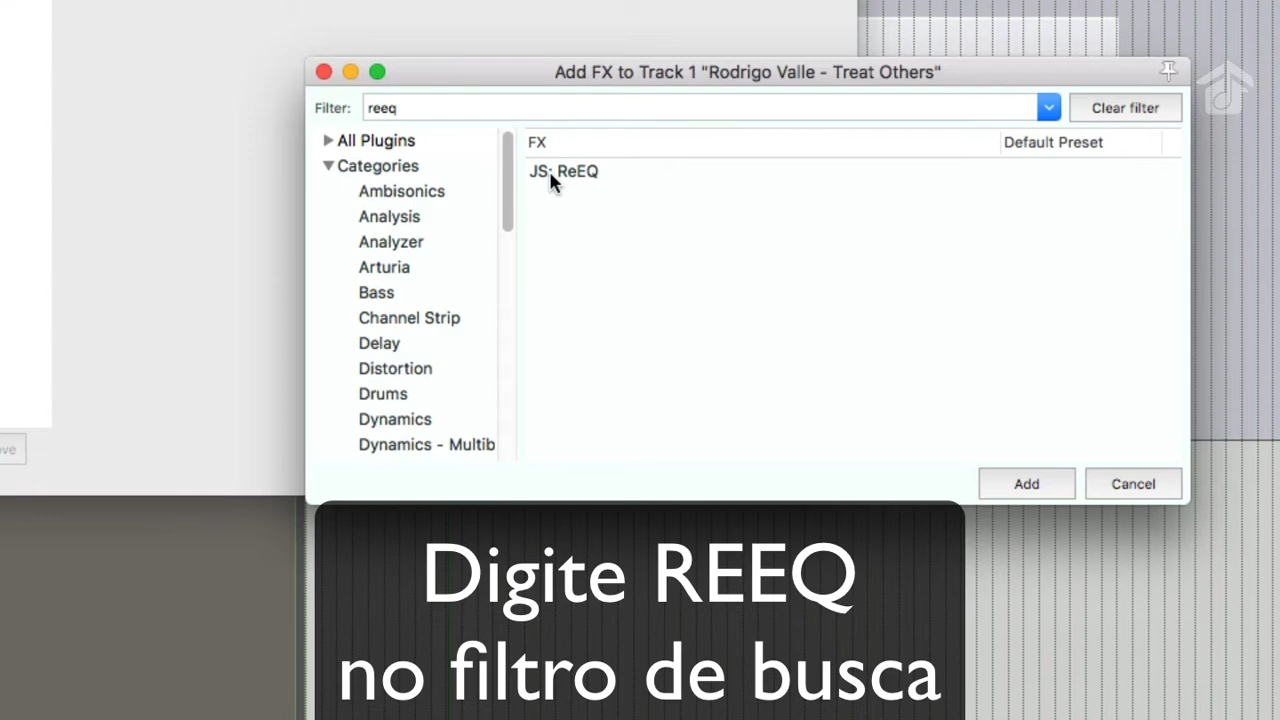 Add FX to Track 1 "Rodrigo Valle - Treat Others"
Filter: reeq Clear filter
All Plugins
Categories
Ambisonics
Analysis
Analyzer
Arturia
Bass
Channel Strip
Delay
Distortion
Drums
Dynamics
Dynamics - Multib
FX Default Preset
JS: ReEQ
Add Cancel
Digite REEQ
no filtro de busca